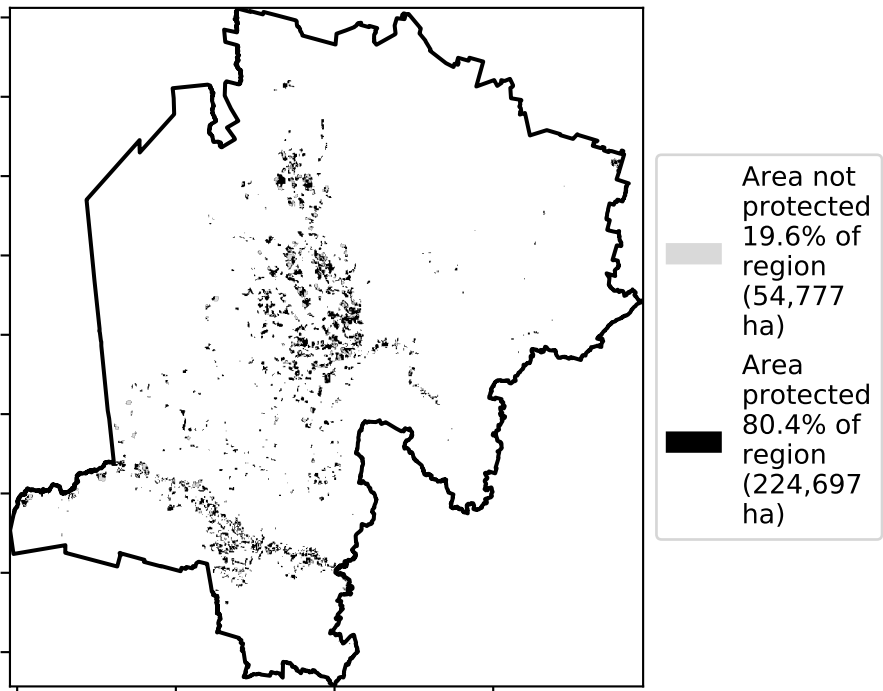 Area not
protected
19.6% of
region
(54,777
ha)
Area
protected
80.4% of
region
(224,697
ha)